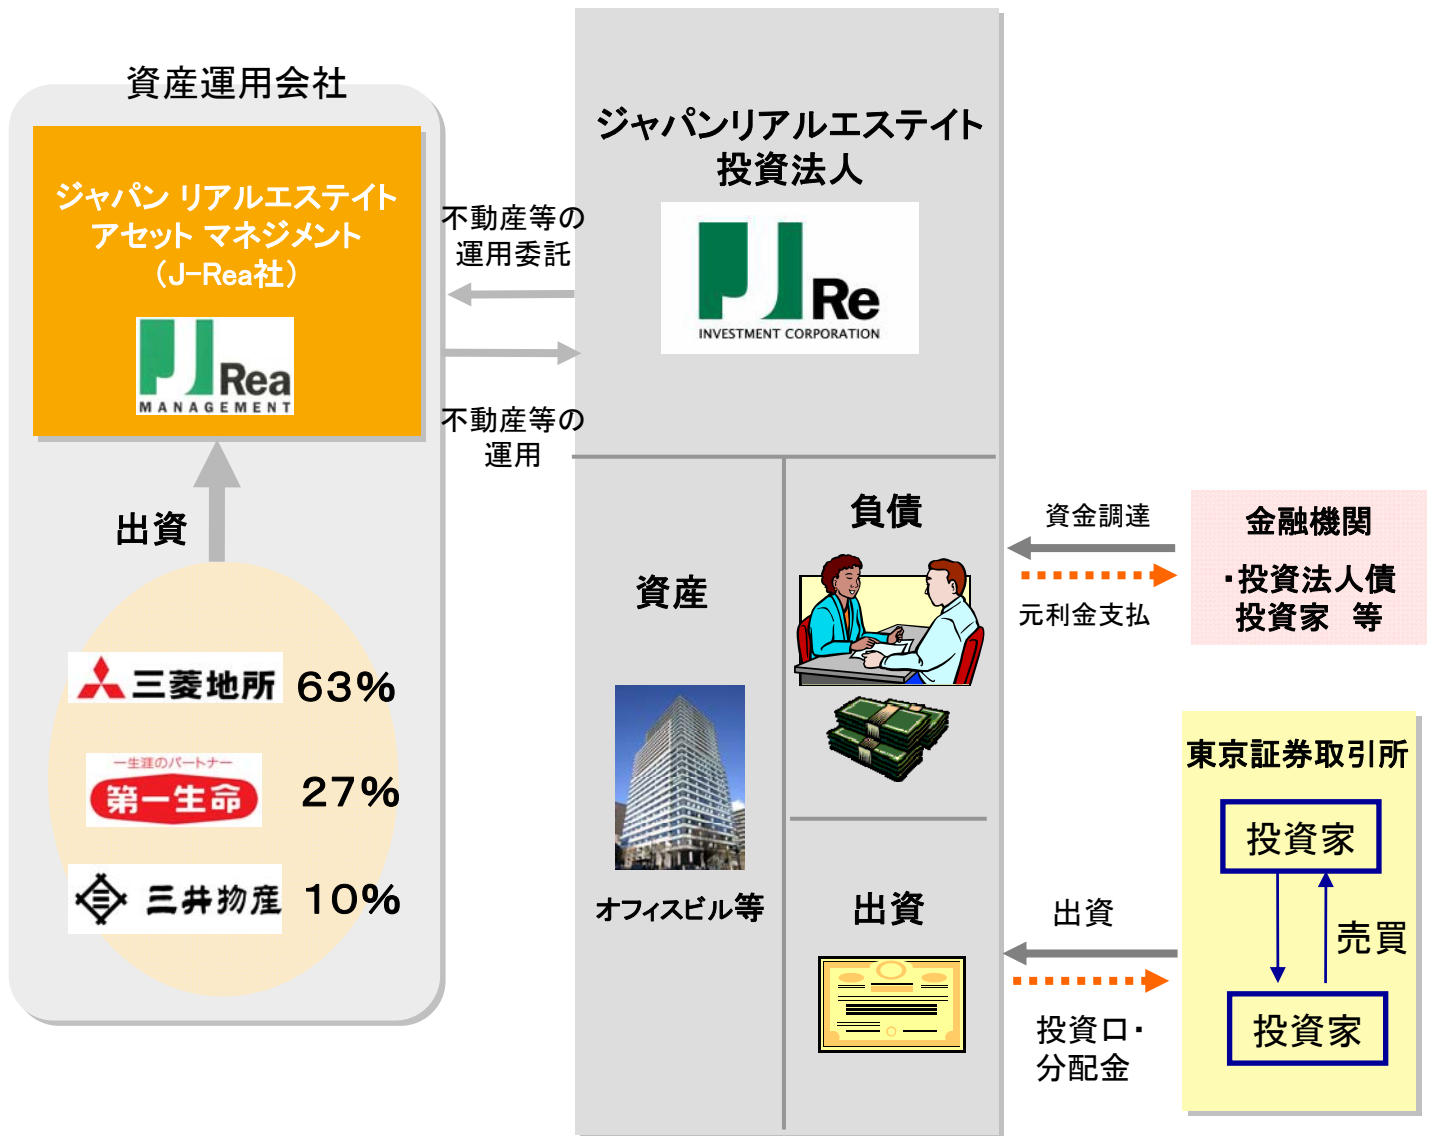 資産運用会社
ジャパン リアルエステイト
アセット マネジメント
（J-Rea社）
J Rea
MANAGEMENT
出資
三菱地所 63%
一生涯のパートナー
第一生命 27%
三井物産 10%
不動産等の
運用委託
不動産等の
運用
ジャパンリアルエステイト
投資法人
J Re
INVESTMENT CORPORATION
資産
オフィスビル等
負債
出資
資金調達
元利金支払
金融機関
・投資法人債
投資家　等
出資
投資口・
分配金
東京証券取引所
投資家
売買
投資家